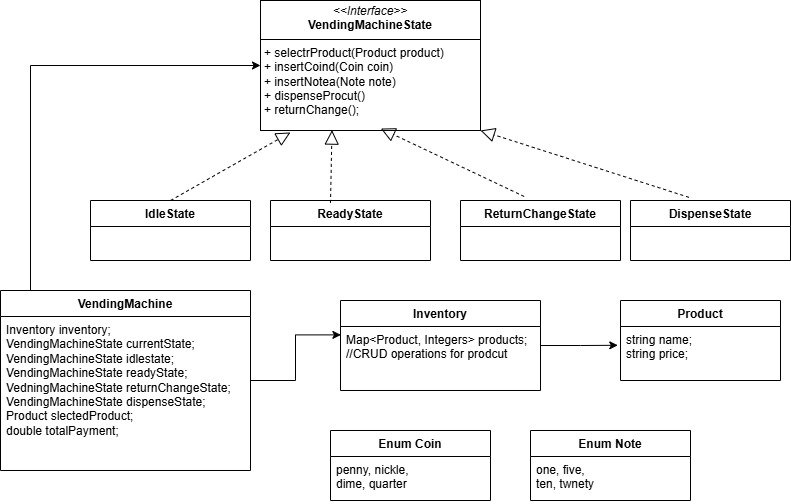 <<Interface>>
VendingMachineState
+ selectrProduct(Product product)
+ insertCoind(Coin coin)
+ insertNotea(Note note)
+ dispenseProcut()
+ returnChange();
IdleState
ReadyState
ReturnChangeState
DispenseState
VendingMachine
Inventory inventory;
VendingMachineState currentState;
VendingMachineState idlestate;
VendingMachineState readyState;
VedningMachineState returnChangeState;
VendingMachineState dispenseState;
Product slectedProduct;
double totalPayment;
Inventory
Map<Product, Integers> products;
//CRUD operations for prodcut
Product
string name;
string price;
Enum Coin
penny, nickle,
dime, quarter
Enum Note
one, five,
ten, twnety